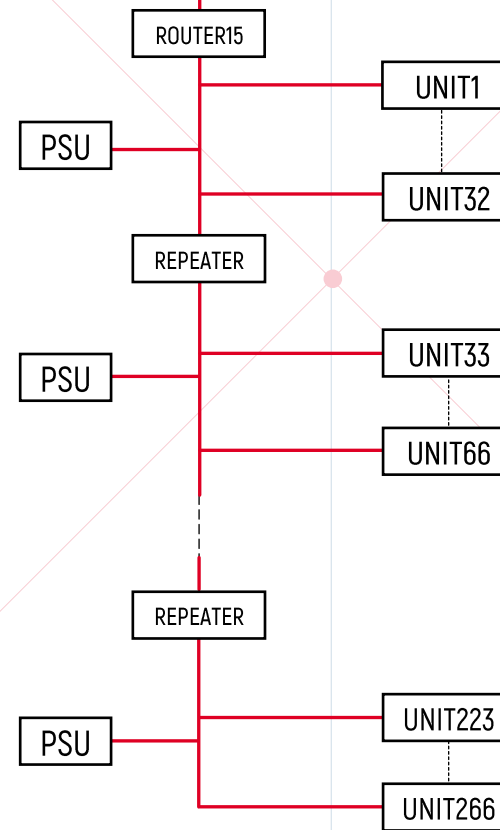 ROUTER15
UNIT1
PSU
UNIT32
REPEATER
UNIT33
PSU
UNIT66
REPEATER
UNIT223
PSU
UNIT266